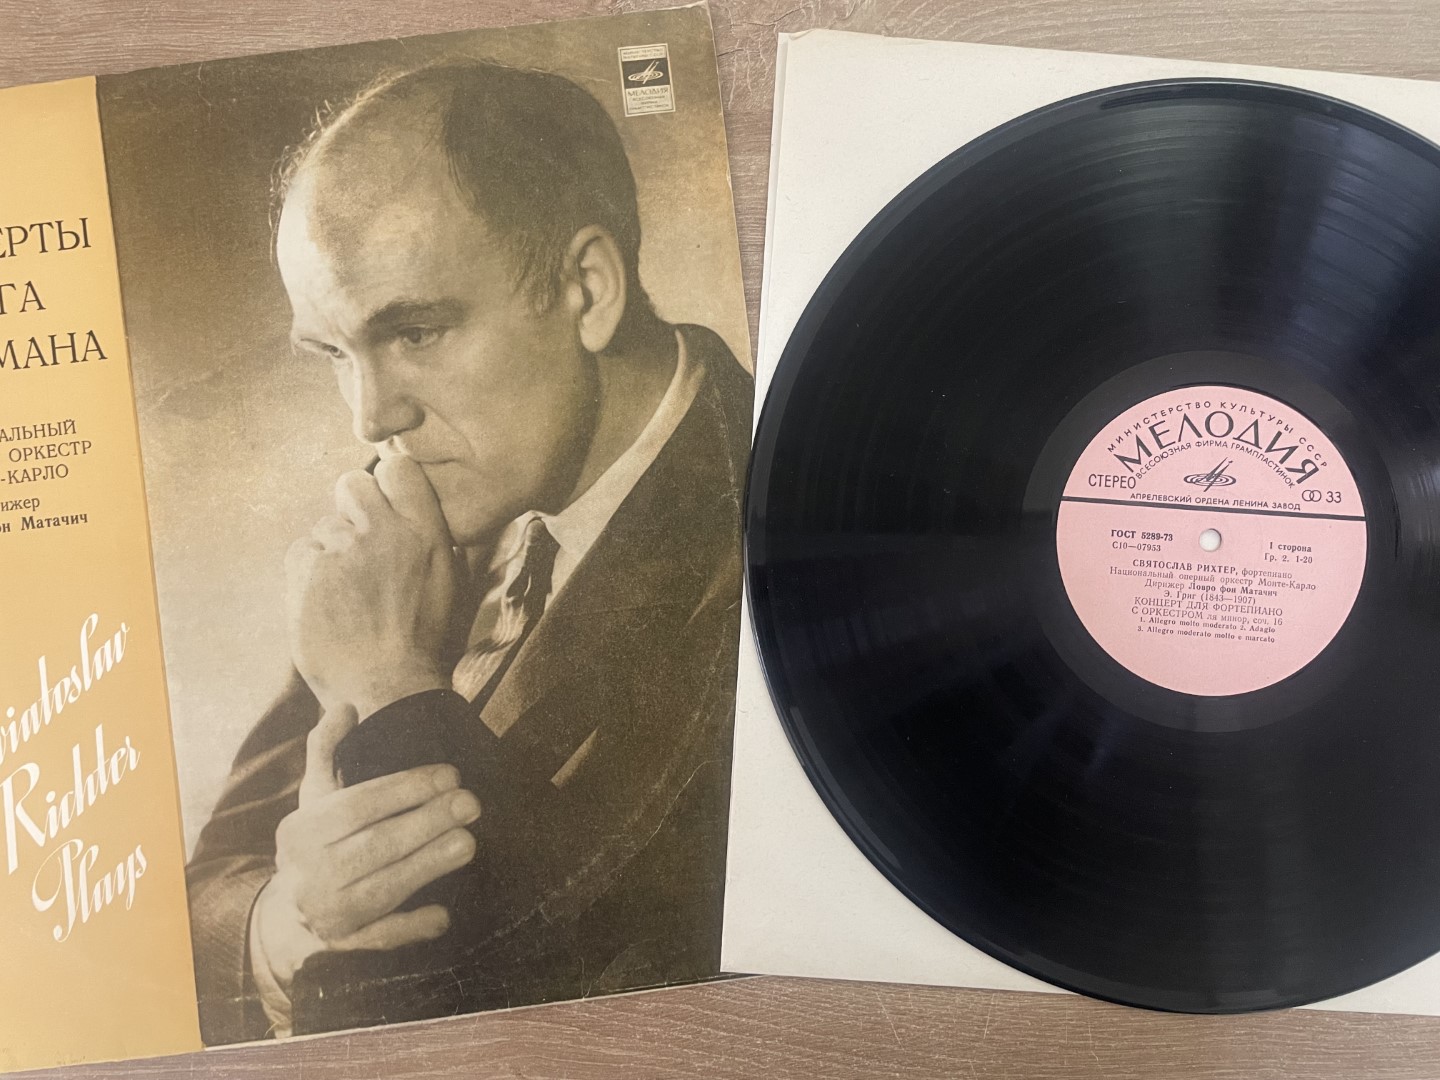 ЕРТЫ
ГА
МАНА
АЛЬНЫЙ
ОРКЕСТР
-КАРЛО
ижер
он Матачич
viatoslav
Richter
Plays
МЕЛОДИЯ
МИНИСТЕРСТВО КУЛЬТУРЫ СССР
МЕЛОДИЯ
ВСЕСОЮЗНАЯ ФИРМА ГРАМПЛАСТИНОК
СТЕРЕО
33
АПРЕЛЕВСКИЙ ОРДЕНА ЛЕНИНА ЗАВОД
ГОСТ 5289-73
С10—07953
I сторона
Гр. 2. 1-20
СВЯТОСЛАВ РИХТЕР, фортепиано
Национальный оперный оркестр Монте-Карло
Дирижер Ловро фон Матачич
Э. Григ (1843—1907)
КОНЦЕРТ ДЛЯ ФОРТЕПИАНО
С ОРКЕСТРОМ ля минор, соч. 16
1. Allegro molto moderato 2. Adagio
3. Allegro moderato molto e marcato